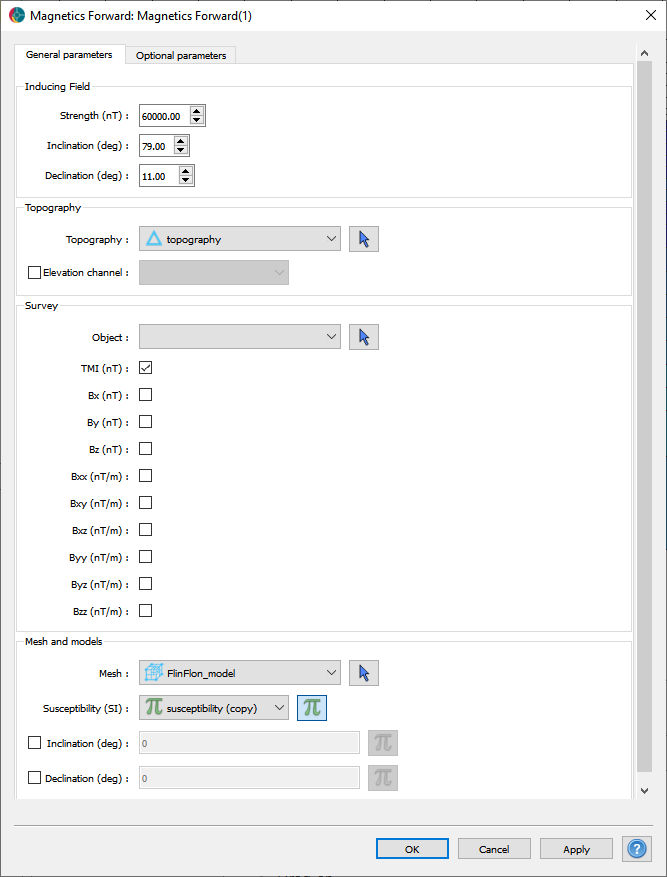 Magnetics Forward: Magnetics Forward(1)
General parameters
Optional parameters
Inducing Field
Strength (nT) : 60000.00
Inclination (deg) : 79.00
Declination (deg) : 11.00
Topography
Topography : topography
Elevation channel :
Survey
Object :
TMI (nT) :
Bx (nT) :
By (nT) :
Bz (nT) :
Bxx (nT/m) :
Bxy (nT/m) :
Bxz (nT/m) :
Byy (nT/m) :
Byz (nT/m) :
Bzz (nT/m) :
Mesh and models
Mesh : FlinFlon_model
Susceptibility (SI) : π susceptibility (copy) π
Inclination (deg) : 0 π
Declination (deg) : 0 π
OK Cancel Apply ?